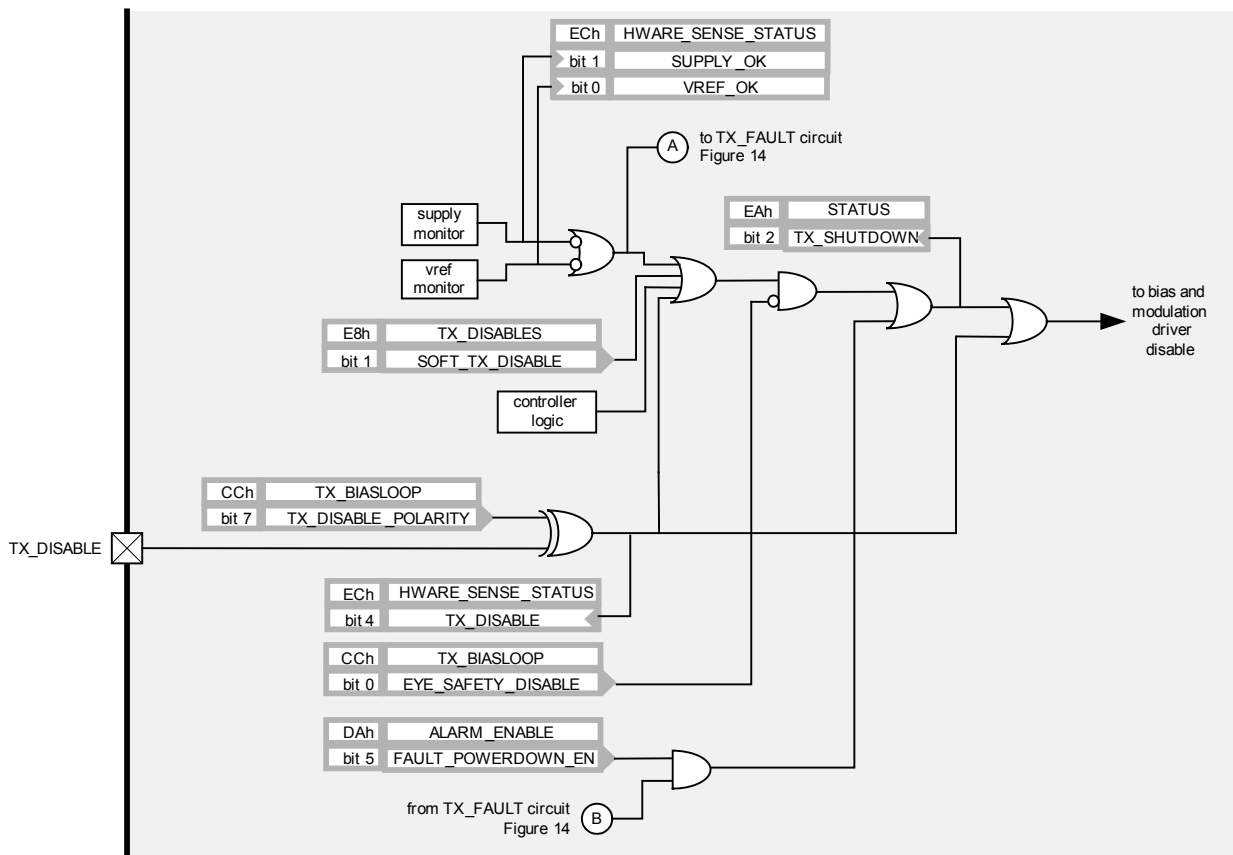 ECh HWARE_SENSE_STATUS
bit 1 SUPPLY_OK
bit 0 VREF_OK
A
to TX_FAULT circuit
Figure 14
supply
monitor
vref
monitor
EAh STATUS
bit 2 TX_SHUTDOWN
E8h TX_DISABLES
bit 1 SOFT_TX_DISABLE
to bias and
modulation
driver
disable
controller
logic
CCh TX_BIASLOOP
bit 7 TX_DISABLE_POLARITY
TX_DISABLE
ECh HWARE_SENSE_STATUS
bit 4 TX_DISABLE
CCh TX_BIASLOOP
bit 0 EYE_SAFETY_DISABLE
DAh ALARM_ENABLE
bit 5 FAULT_POWERDOWN_EN
from TX_FAULT circuit
Figure 14
B